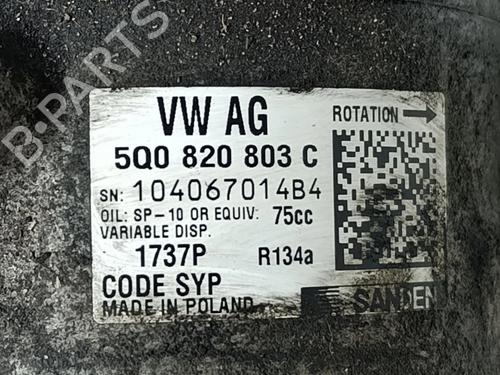 B-PARTS
VW AG
ROTATION →
5Q0 820 803 C
SN: 104067014B4
OIL: SP-10 OR EQUIV: 75cc
VARIABLE DISP.
1737P R134a
CODE SYP
MADE IN POLAND
SANDEN